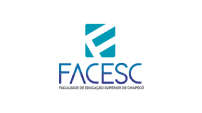 FACESC
FACULDADE DE EDUCAÇÃO SUPERIOR DE CHAPECÓ